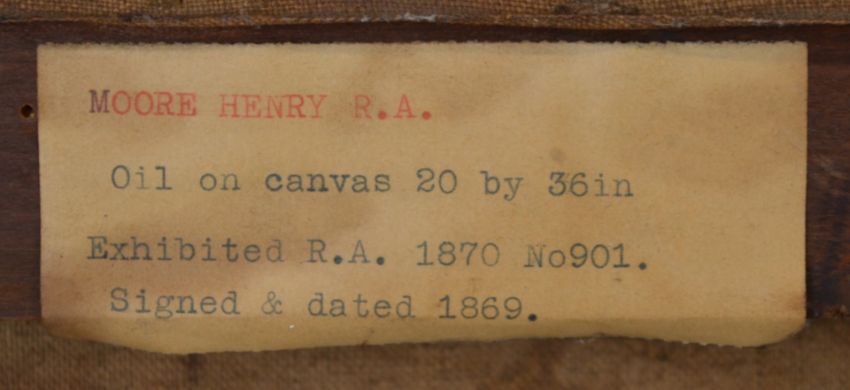 MOORE HENRY R.A.
Oil on canvas 20 by 36in
Exhibited R.A. 1870 No901.
Signed & dated 1869.